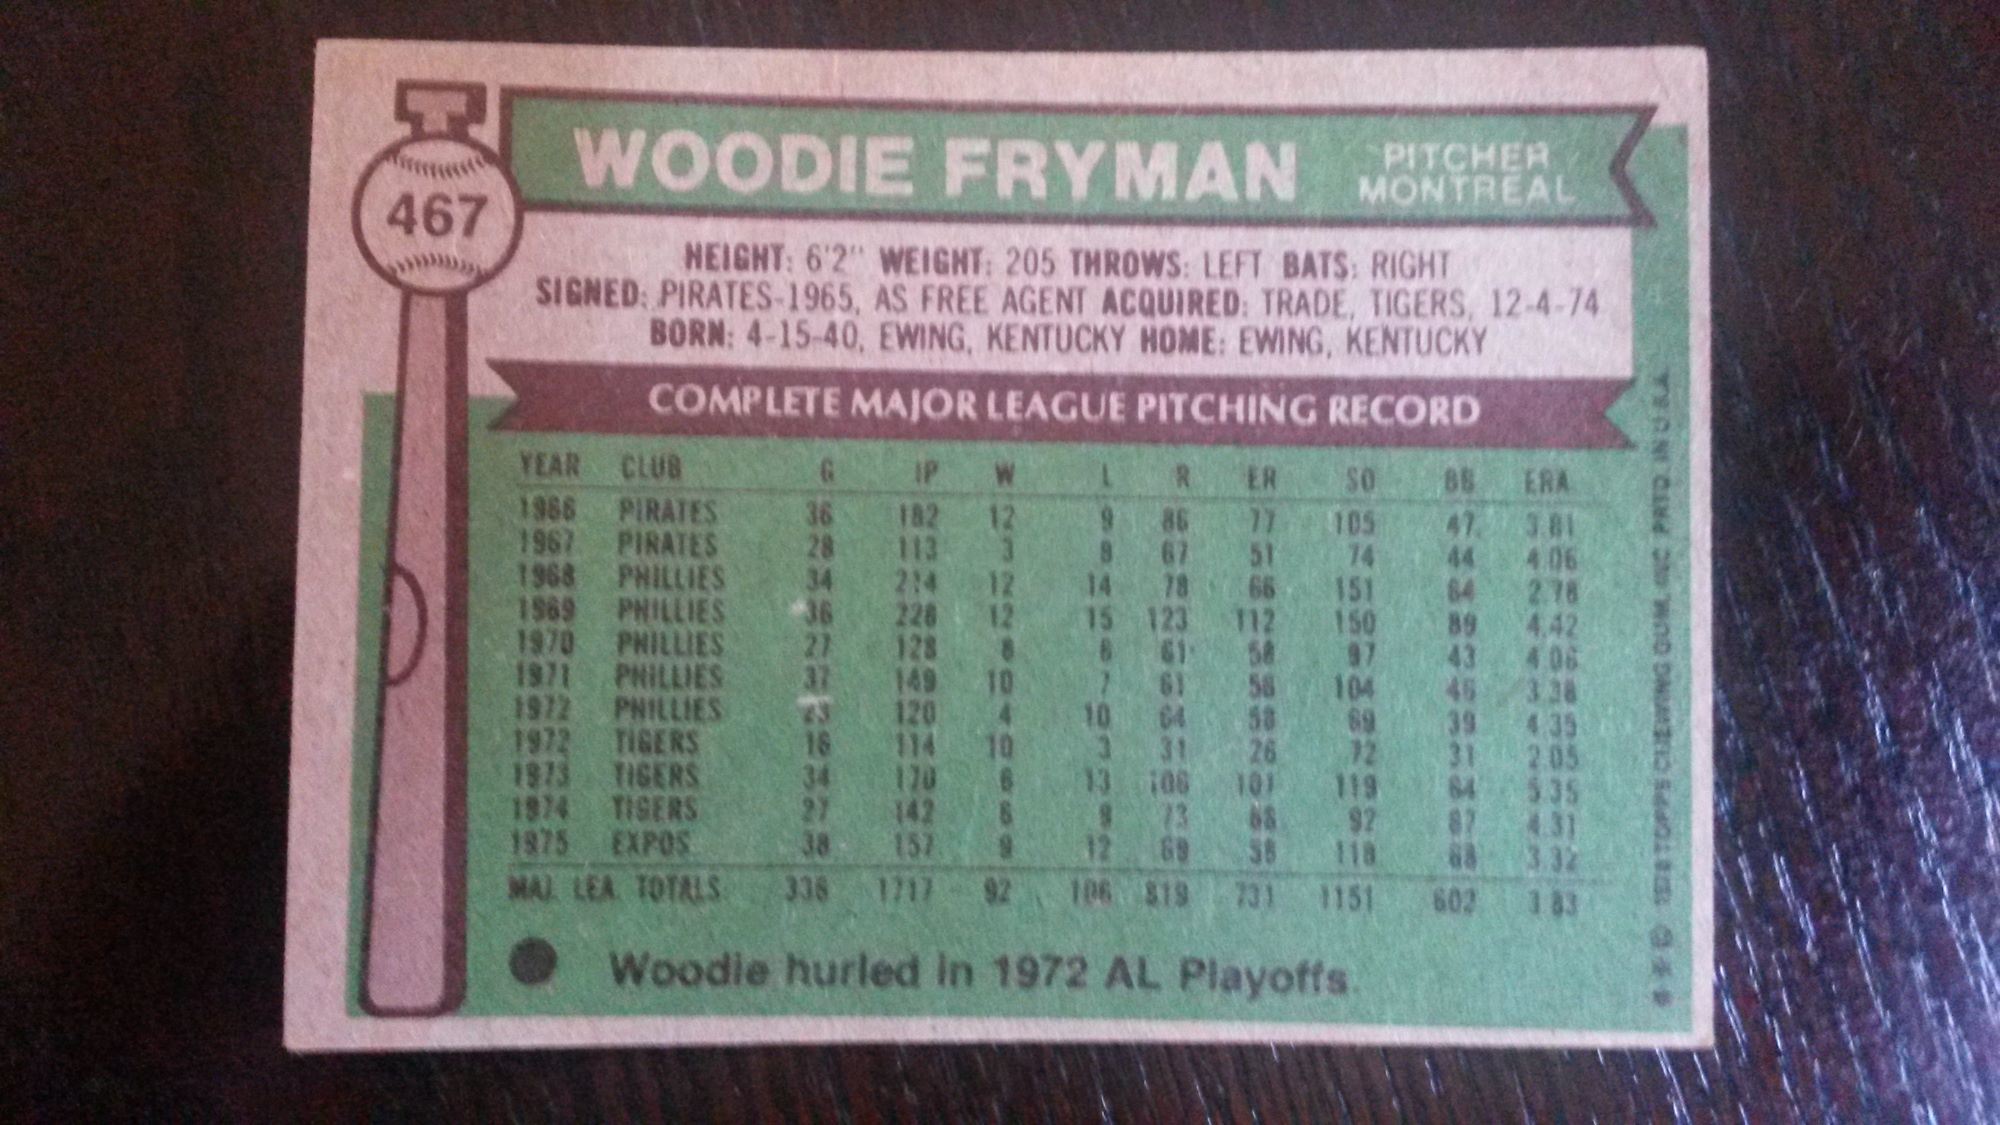 467
WOODIE FRYMAN
PITCHER
MONTREAL
HEIGHT: 6'2" WEIGHT: 205 THROWS: LEFT BATS: RIGHT
SIGNED: PIRATES-1965, AS FREE AGENT ACQUIRED: TRADE, TIGERS, 12-4-74
BORN: 4-15-40, EWING, KENTUCKY HOME: EWING, KENTUCKY
COMPLETE MAJOR LEAGUE PITCHING RECORD
YEAR CLUB G IP W L R ER SO BB ERA
1966 PIRATES 36 182 12 9 86 77 105 47 3.81
1967 PIRATES 28 113 3 8 67 51 74 44 4.06
1968 PHILLIES 34 214 12 14 78 66 151 64 2.78
1969 PHILLIES 36 228 12 15 123 112 150 89 4.42
1970 PHILLIES 27 128 8 6 61 58 97 43 4.08
1971 PHILLIES 37 149 10 7 61 56 104 46 3.38
1972 PHILLIES 23 120 4 10 64 58 69 39 4.35
1972 TIGERS 16 114 10 3 31 26 72 31 2.05
1973 TIGERS 34 170 6 13 106 101 119 64 5.35
1974 TIGERS 27 142 6 9 73 68 92 67 4.31
1975 EXPOS 38 157 9 12 69 58 118 68 3.32
MAJ. LEA. TOTALS 336 1717 92 106 819 731 1151 602 3.83
Woodie hurled in 1972 AL Playoffs.
© 1976 TOPPS CHEWING GUM, INC. PRTD. IN U.S.A.